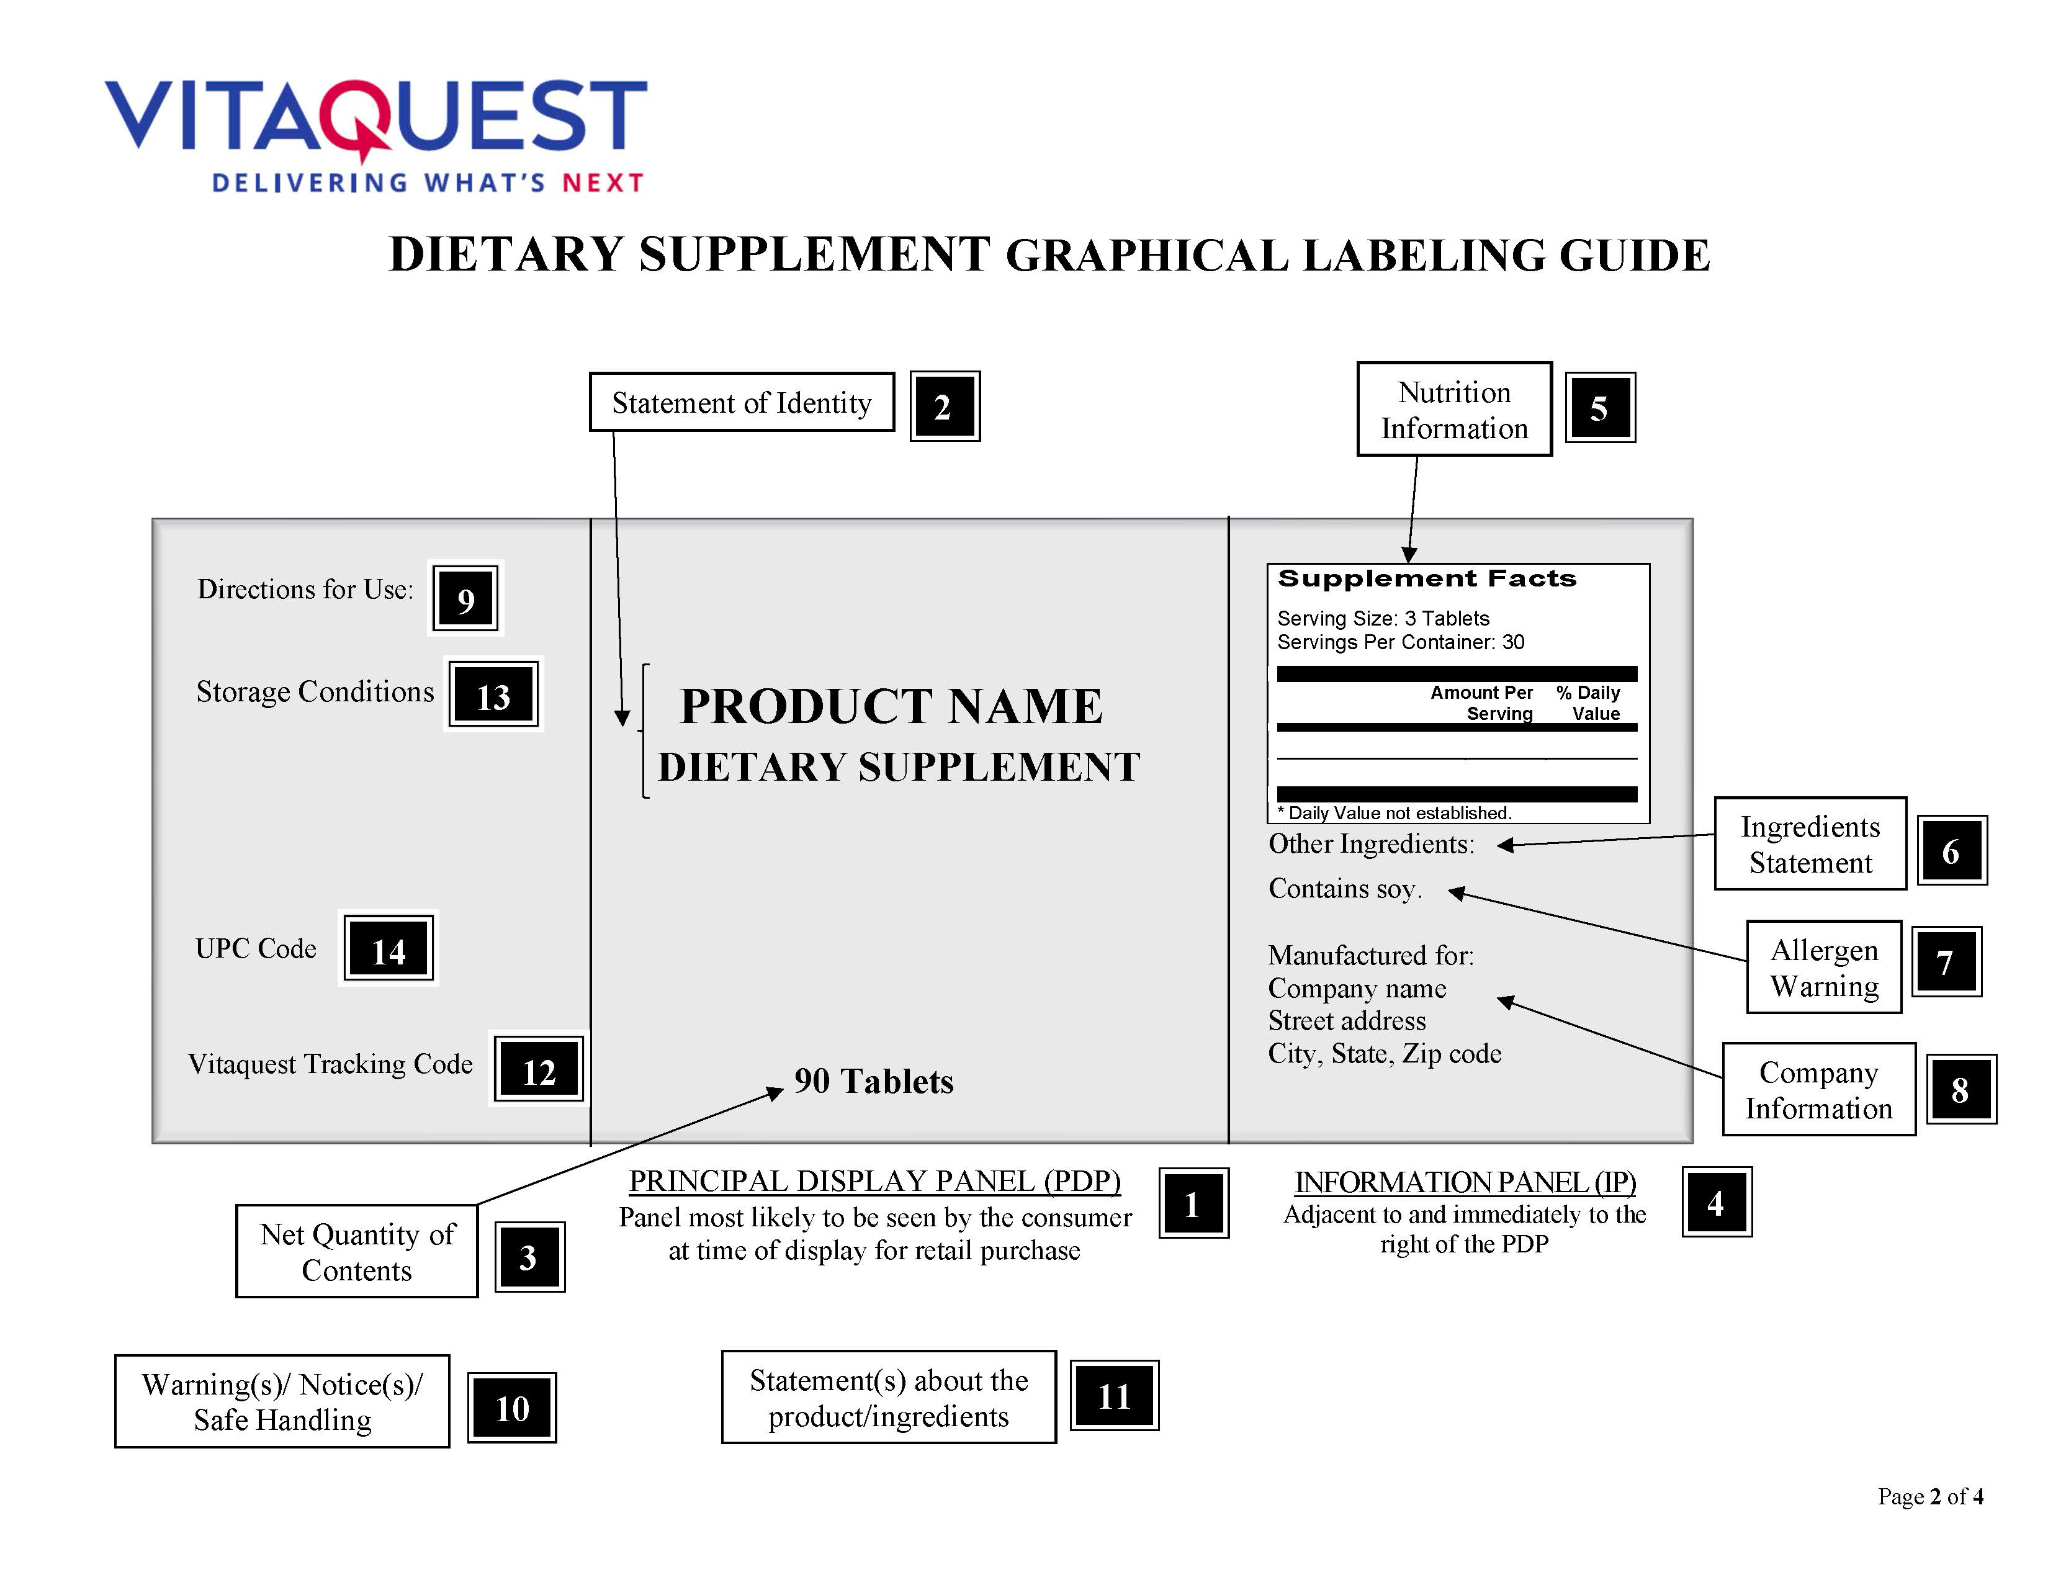 VITAQUEST
DELIVERING WHAT'S NEXT
DIETARY SUPPLEMENT GRAPHICAL LABELING GUIDE
Statement of Identity
2
Nutrition
Information
5
Directions for Use:
9
Storage Conditions
13
UPC Code
14
Vitaquest Tracking Code
12
PRODUCT NAME
DIETARY SUPPLEMENT
90 Tablets
Supplement Facts
Serving Size: 3 Tablets
Servings Per Container: 30
Amount Per % Daily
Serving Value
* Daily Value not established.
Other Ingredients:
Contains soy.
Manufactured for:
Company name
Street address
City, State, Zip code
Ingredients
Statement
6
Allergen
Warning
7
Company
Information
8
Net Quantity of
Contents
3
PRINCIPAL DISPLAY PANEL (PDP)
Panel most likely to be seen by the consumer
at time of display for retail purchase
1
INFORMATION PANEL (IP)
Adjacent to and immediately to the
right of the PDP
4
Warning(s)/ Notice(s)/
Safe Handling
10
Statement(s) about the
product/ingredients
11
Page 2 of 4